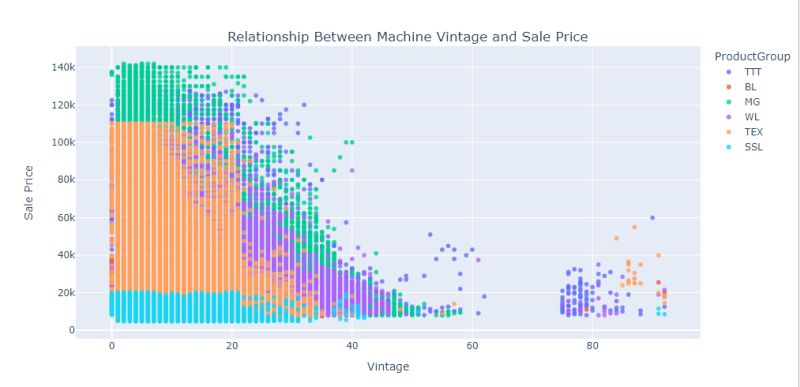 Relationship Between Machine Vintage and Sale Price
ProductGroup
TTT
BL
MG
WL
TEX
SSL
Sale Price
140k
120k
100k
80k
60k
40k
20k
0
0
20
40
60
80
Vintage